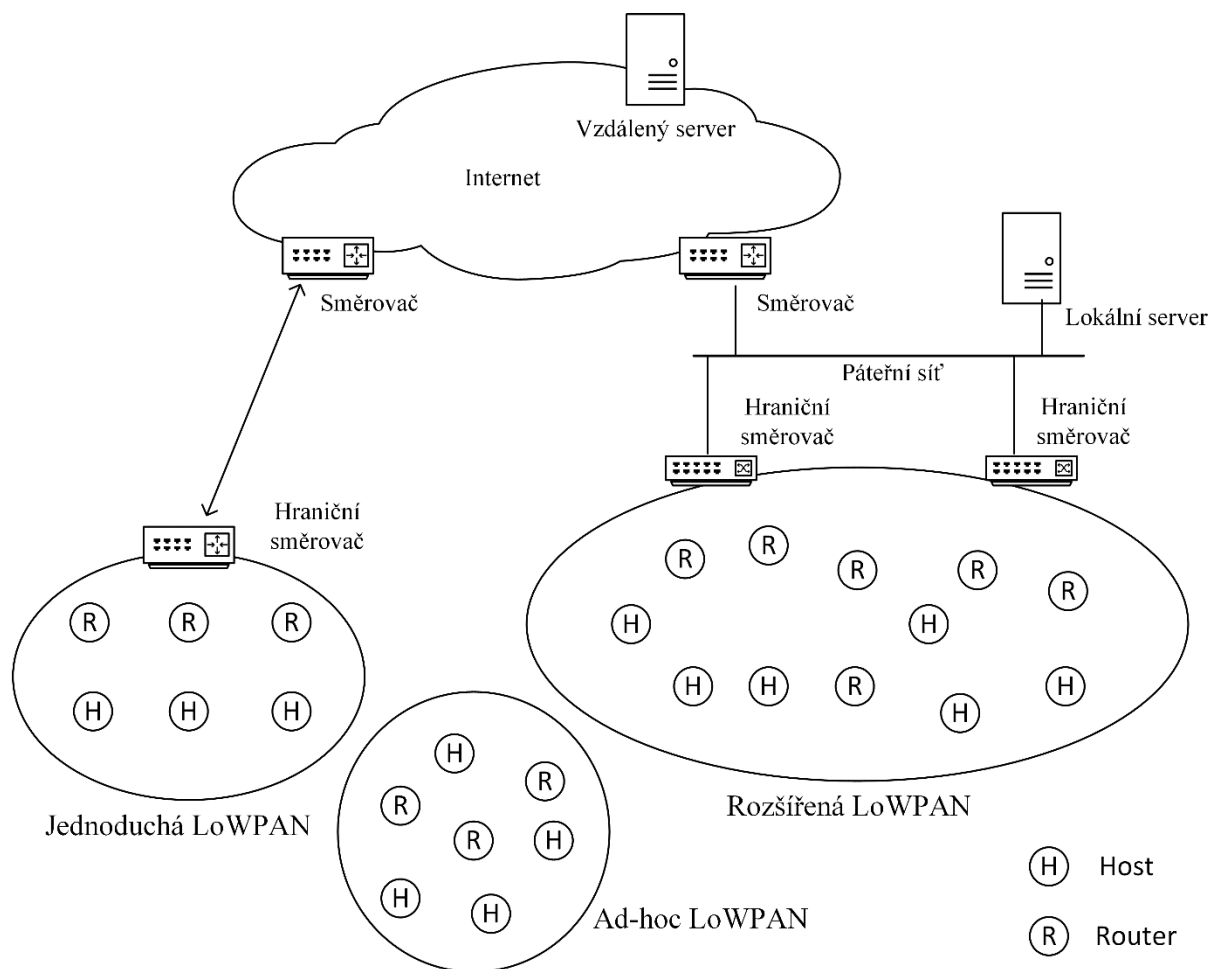 Vzdálený server
Internet
Směrovač
Směrovač
Lokální server
Páteřní síť
Hraniční
směrovač
Hraniční
směrovač
Hraniční
směrovač
R
R
R
R
R
H
H
H
H
R
H
H
R
R
R
H
H
H
Jednoduchá LoWPAN
Rozšířená LoWPAN
H
R
R
R
H
H
H
Ad-hoc LoWPAN
H Host
R Router